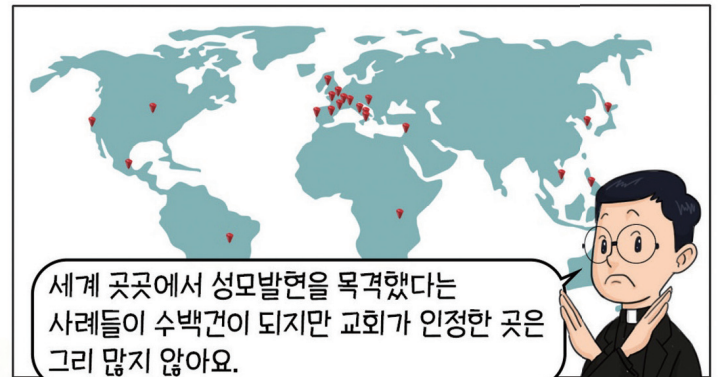 세계 곳곳에서 성모발현을 목격했다는
사례들이 수백건이 되지만 교회가 인정한 곳은
그리 많지 않아요.